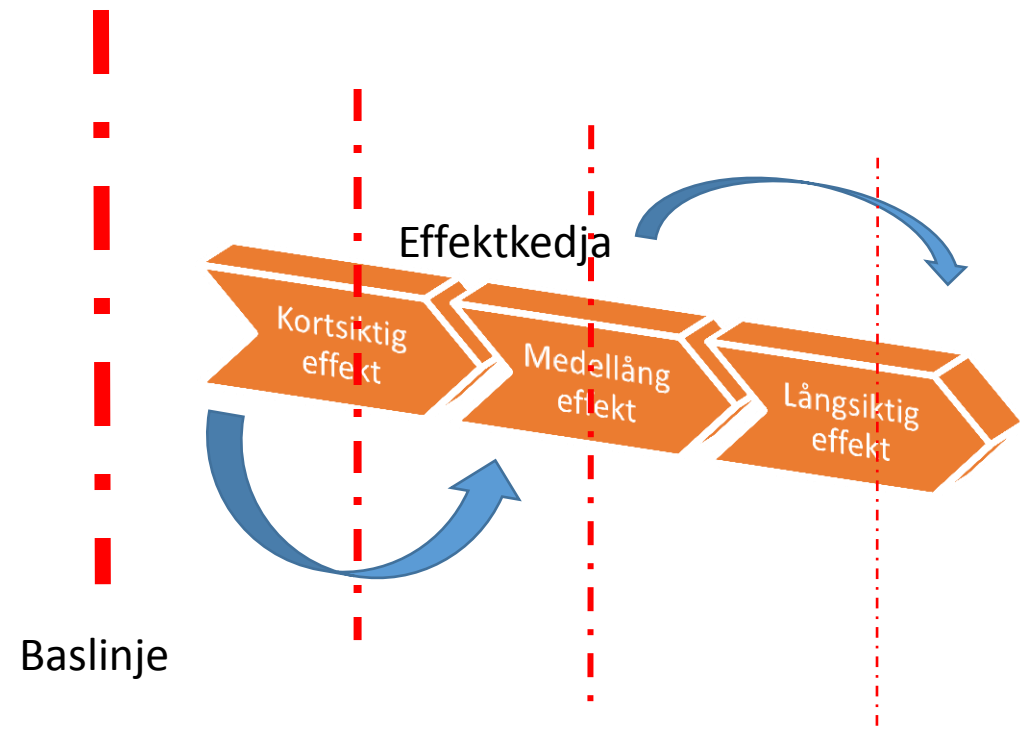 Effektkedja
Kortsiktig
effekt
Medellång
effekt
Långsiktig
effekt
Baslinje